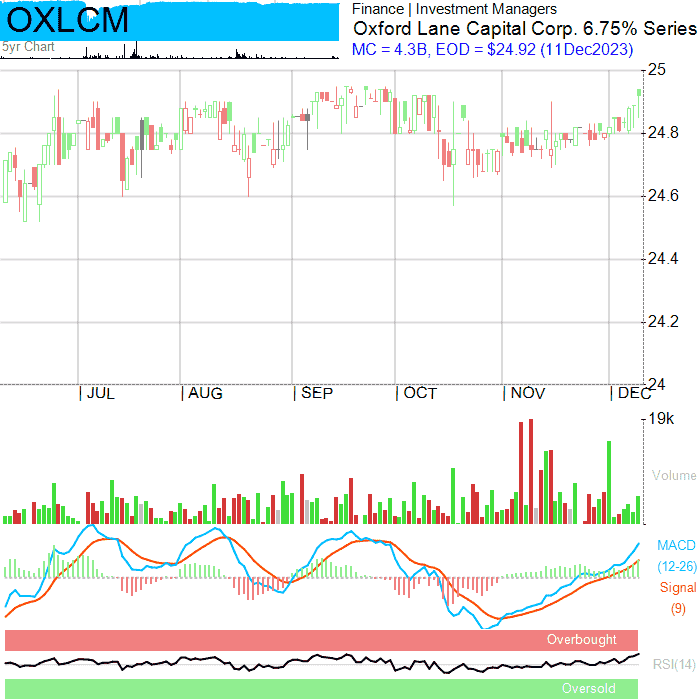 OXLCM
Finance | Investment Managers
Oxford Lane Capital Corp. 6.75% Series
MC = 4.3B, EOD = $24.92 (11Dec2023)
5yr Chart
25
24.8
24.6
24.4
24.2
24
| JUL | AUG | SEP | OCT | NOV | DEC
19k
Volume
MACD
(12-26)
Signal
(9)
Overbought
RSI(14)
Oversold